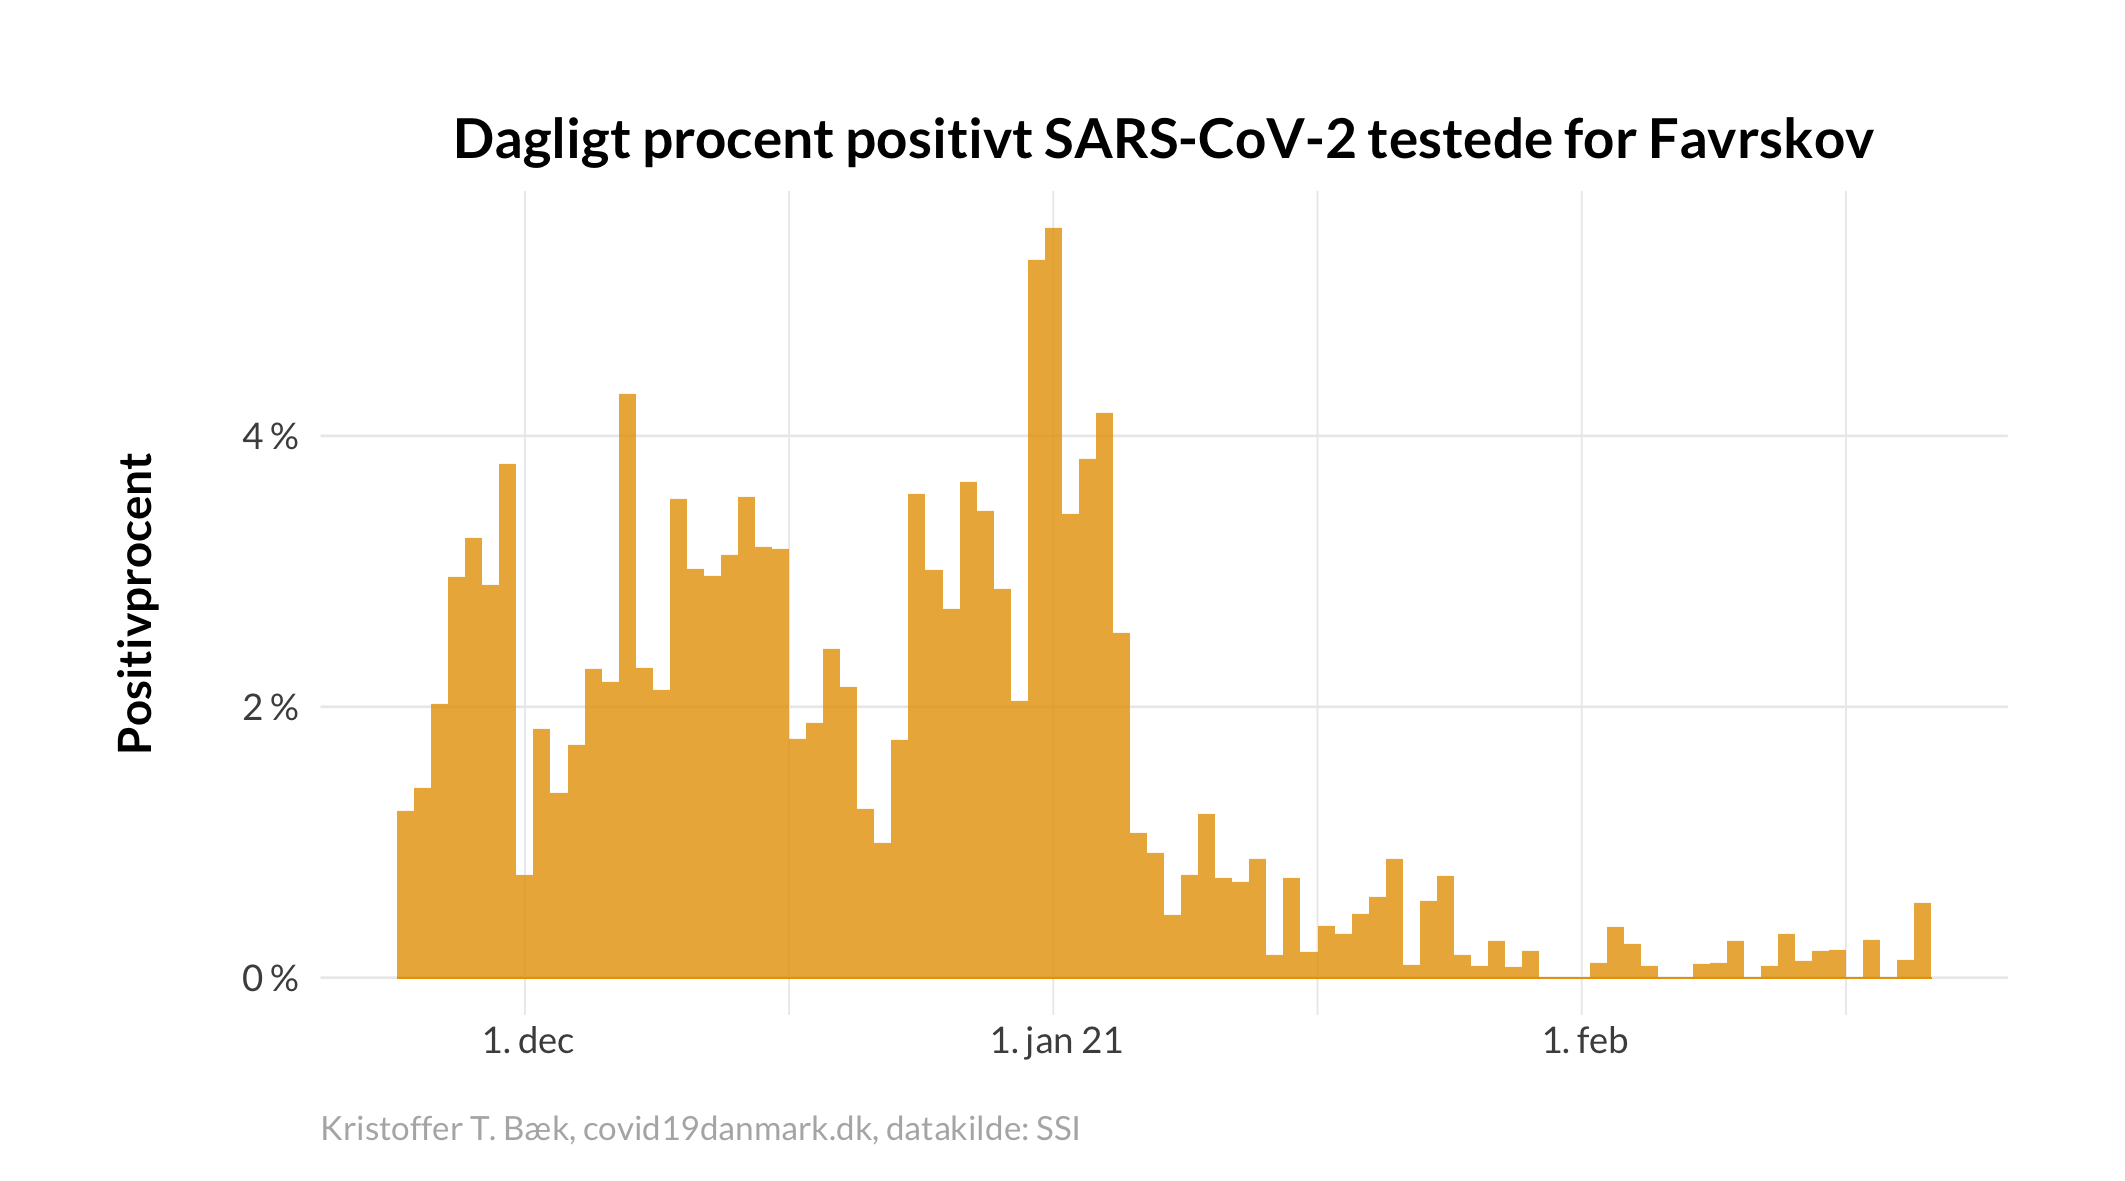 Dagligt procent positivt SARS-CoV-2 testede for Favrskov
Positivprocent
4 %
2 %
0 %
1. dec
1. jan 21
1. feb
Kristoffer T. Bæk, covid19danmark.dk, datakilde: SSI